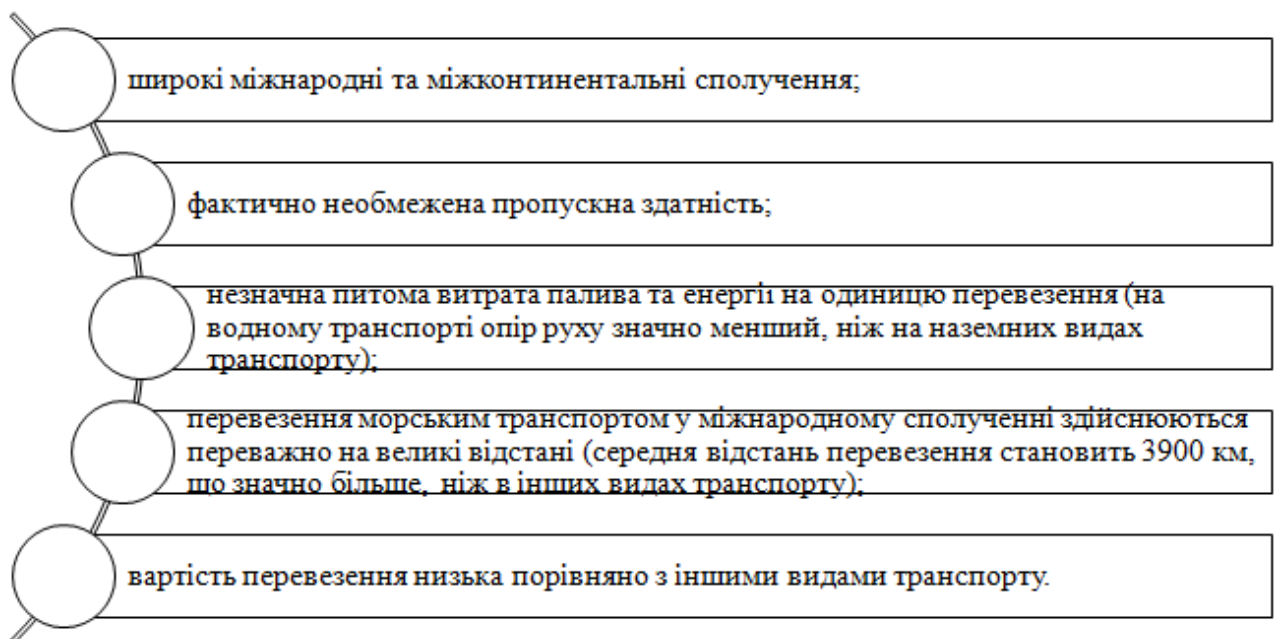 широкі міжнародні та міжконтинентальні сполучення;
фактично необмежена пропускна здатність;
незначна питома витрата палива та енергії на одиницю перевезення (на
водному транспорті опір руху значно менший, ніж на наземних видах
транспорту);
перевезення морським транспортом у міжнародному сполученні здійснюються
переважно на великі відстані (середня відстань перевезення становить 3900 км,
що значно більше, ніж в інших видах транспорту);
вартість перевезення низька порівняно з іншими видами транспорту.